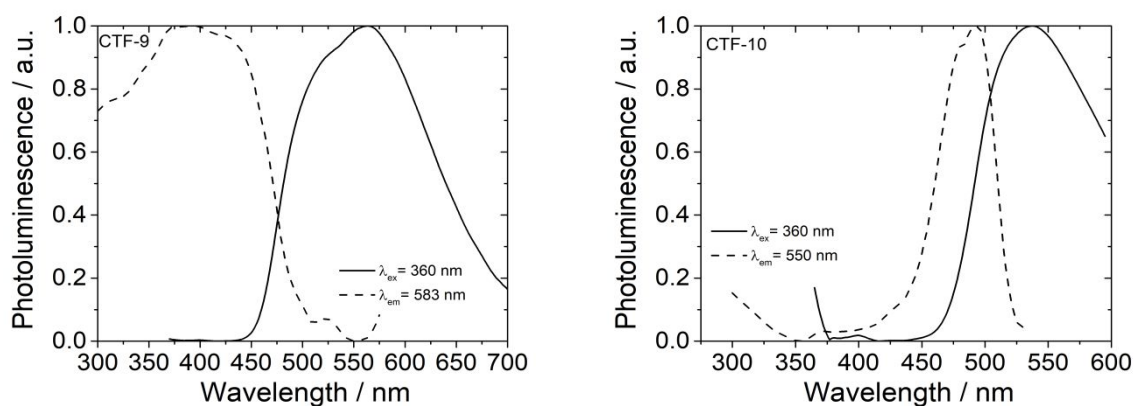 CTF-9
Photoluminescence / a.u.
1.0
0.8
0.6
0.4
0.2
0.0
λex= 360 nm
λem= 583 nm
300 350 400 450 500 550 600 650 700
Wavelength / nm
CTF-10
Photoluminescence / a.u.
1.0
0.8
0.6
0.4
0.2
0.0
λex= 360 nm
λem= 550 nm
300 350 400 450 500 550 600
Wavelength / nm